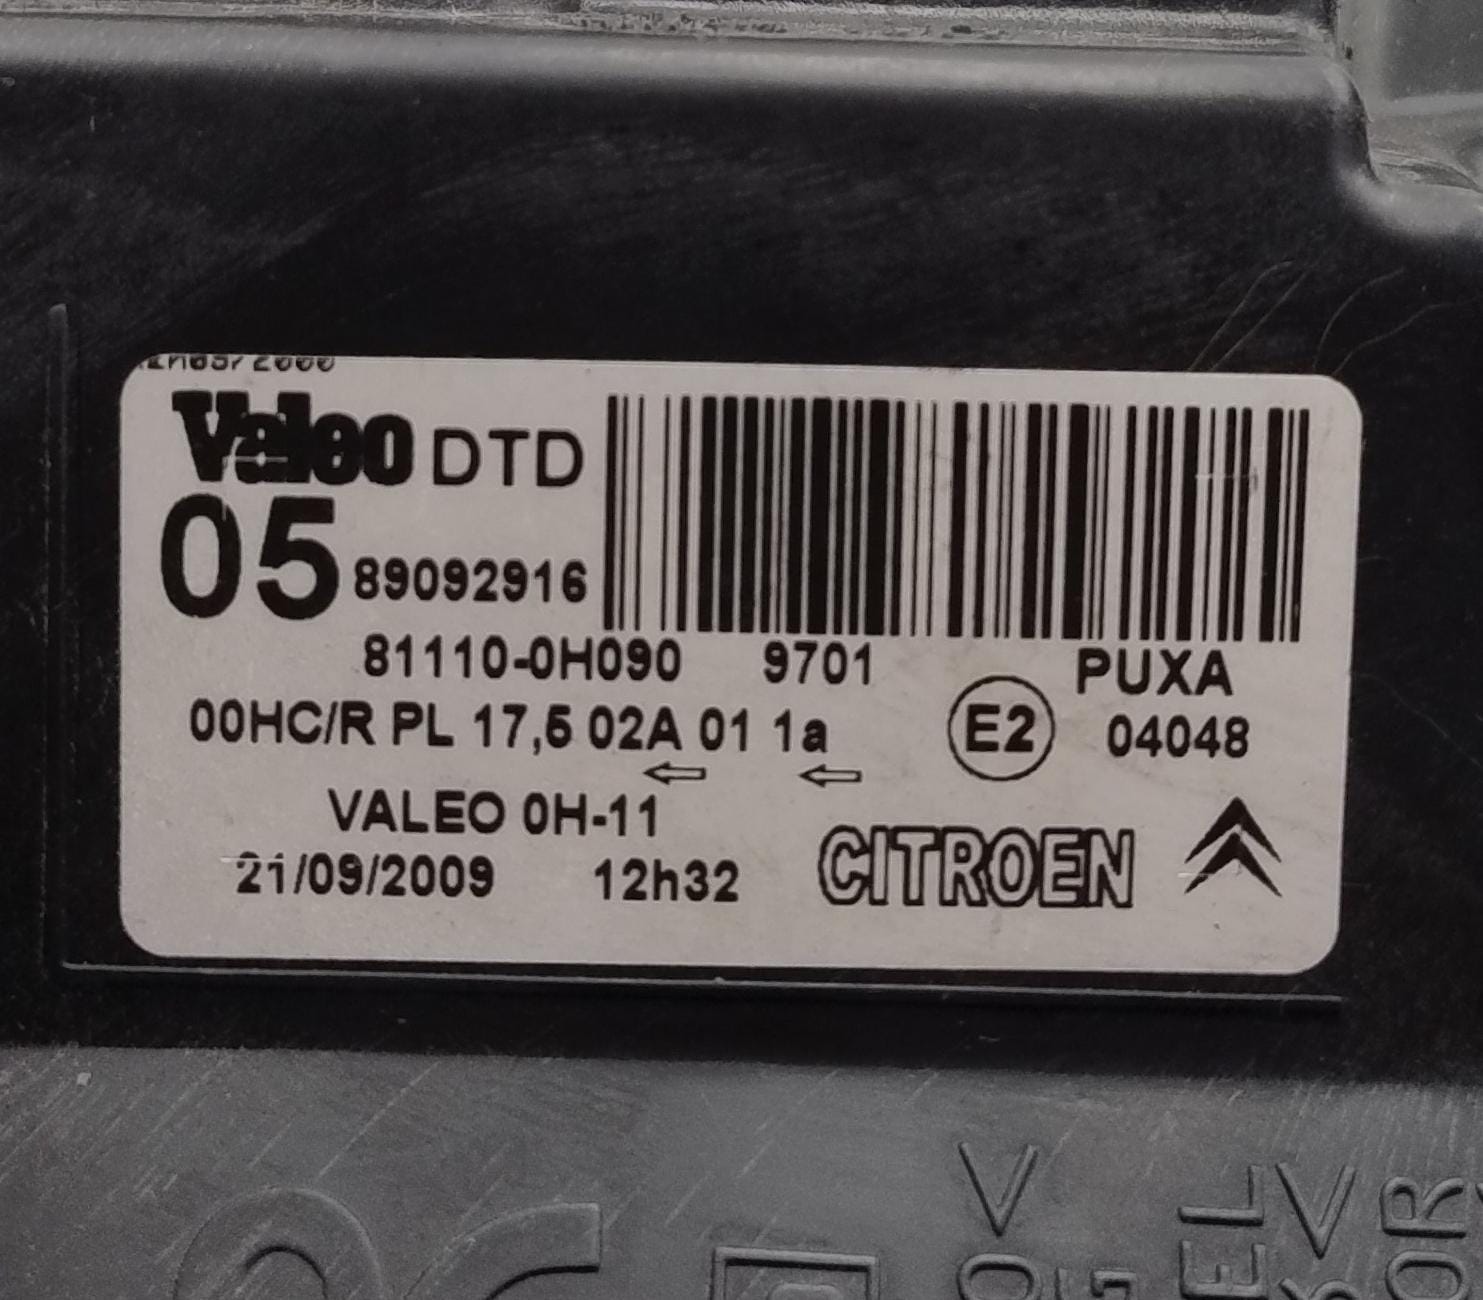 Valeo DTD
05 89092916
81110-0H090 9701 PUXA
00HC/R PL 17,5 02A 01 1a E2 04048
VALEO 0H-11
21/09/2009 12h32 CITROEN